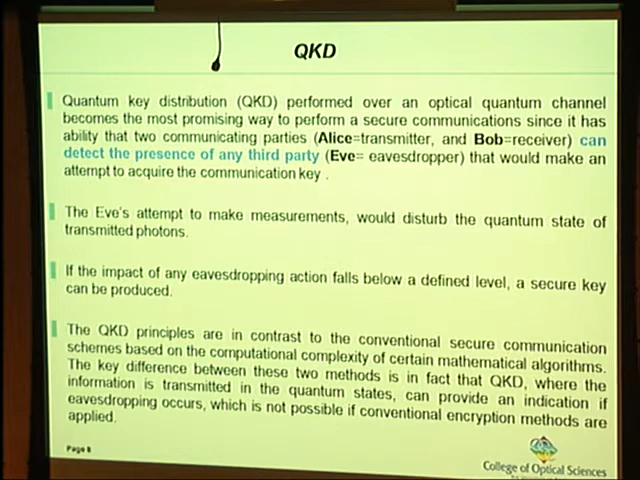 QKD
Quantum key distribution (QKD) performed over an optical quantum channel
becomes the most promising way to perform a secure communications since it has
ability that two communicating parties (Alice=transmitter, and Bob=receiver) can
detect the presence of any third party (Eve= eavesdropper) that would make an
attempt to acquire the communication key .
The Eve's attempt to make measurements, would disturb the quantum state of
transmitted photons.
If the impact of any eavesdropping action falls below a defined level, a secure key
can be produced.
The QKD principles are in contrast to the conventional secure communication
schemes based on the computational complexity of certain mathematical algorithms.
The key difference between these two methods is in fact that QKD, where the
information is transmitted in the quantum states, can provide an indication if
eavesdropping occurs, which is not possible if conventional encryption methods are
applied.
Page 8
College of Optical Sciences